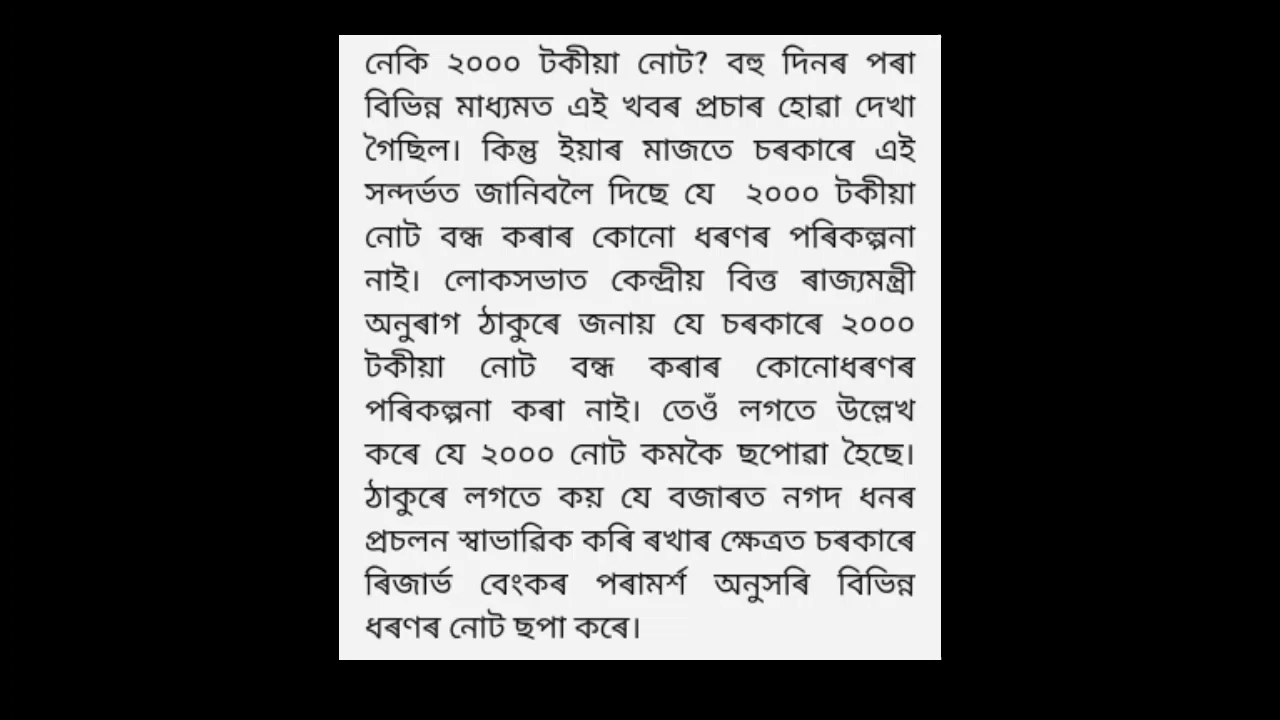 নেকি ২০০০ টকীয়া নোট? বহু দিনৰ পৰা
বিভিন্ন মাধ্যমত এই খবৰ প্ৰচাৰ হোৱা দেখা
গৈছিল। কিন্তু ইয়াৰ মাজতে চৰকাৰে এই
সন্দৰ্ভত জানিবলৈ দিছে যে ২০০০ টকীয়া
নোট বন্ধ কৰাৰ কোনো ধৰণৰ পৰিকল্পনা
নাই। লোকসভাত কেন্দ্ৰীয় বিত্ত ৰাজ্যমন্ত্ৰী
অনুৰাগ ঠাকুৰে জনায় যে চৰকাৰে ২০০০
টকীয়া নোট বন্ধ কৰাৰ কোনোধৰণৰ
পৰিকল্পনা কৰা নাই। তেওঁ লগতে উল্লেখ
কৰে যে ২০০০ নোট কমকৈ ছপোৱা হৈছে।
ঠাকুৰে লগতে কয় যে বজাৰত নগদ ধনৰ
প্ৰচলন স্বাভাৱিক কৰি ৰখাৰ ক্ষেত্ৰত চৰকাৰে
ৰিজাৰ্ভ বেংকৰ পৰামৰ্শ অনুসৰি বিভিন্ন
ধৰণৰ নোট ছপা কৰে।